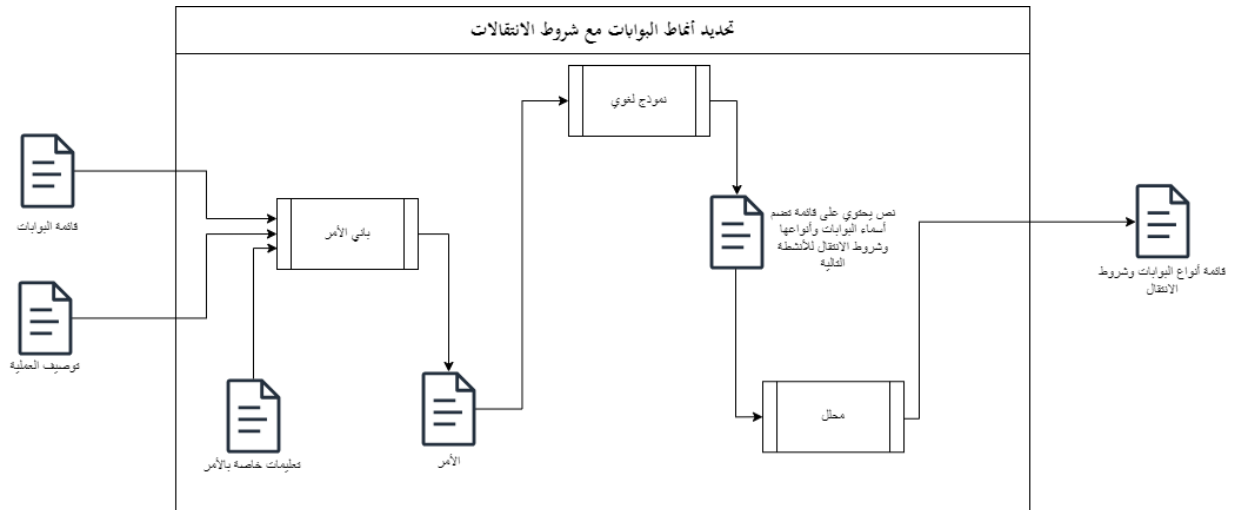 تحديد أنماط البوابات مع شروط الانتقالات
نموذج لغوي
قائمة البوابات
باني الأمر
نص يحتوي على قائمة تضم
أسماء البوابات وأنواعها
وشروط الانتقال للأنشطة
التالية
قائمة أنواع البوابات وشروط
الانتقال
توصيف العملية
تعليمات خاصة بالأمر
الأمر
محلل